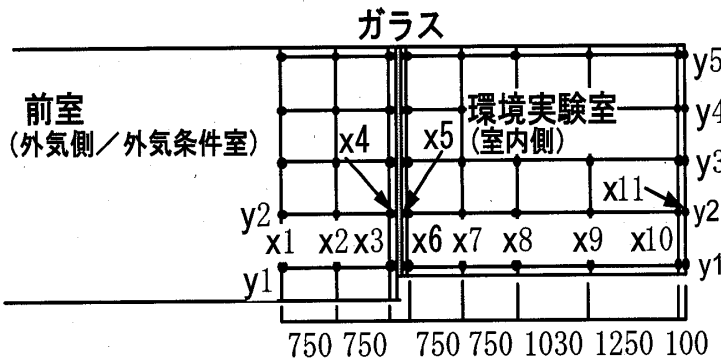 ガラス
前室
(外気側／外気条件室)
環境実験室
(室内側)
x4
x5
x11
y5
y4
y3
y2
y1
y2
y1
x1 x2 x3 x6 x7 x8 x9 x10
750 750 750 750 1030 1250 100